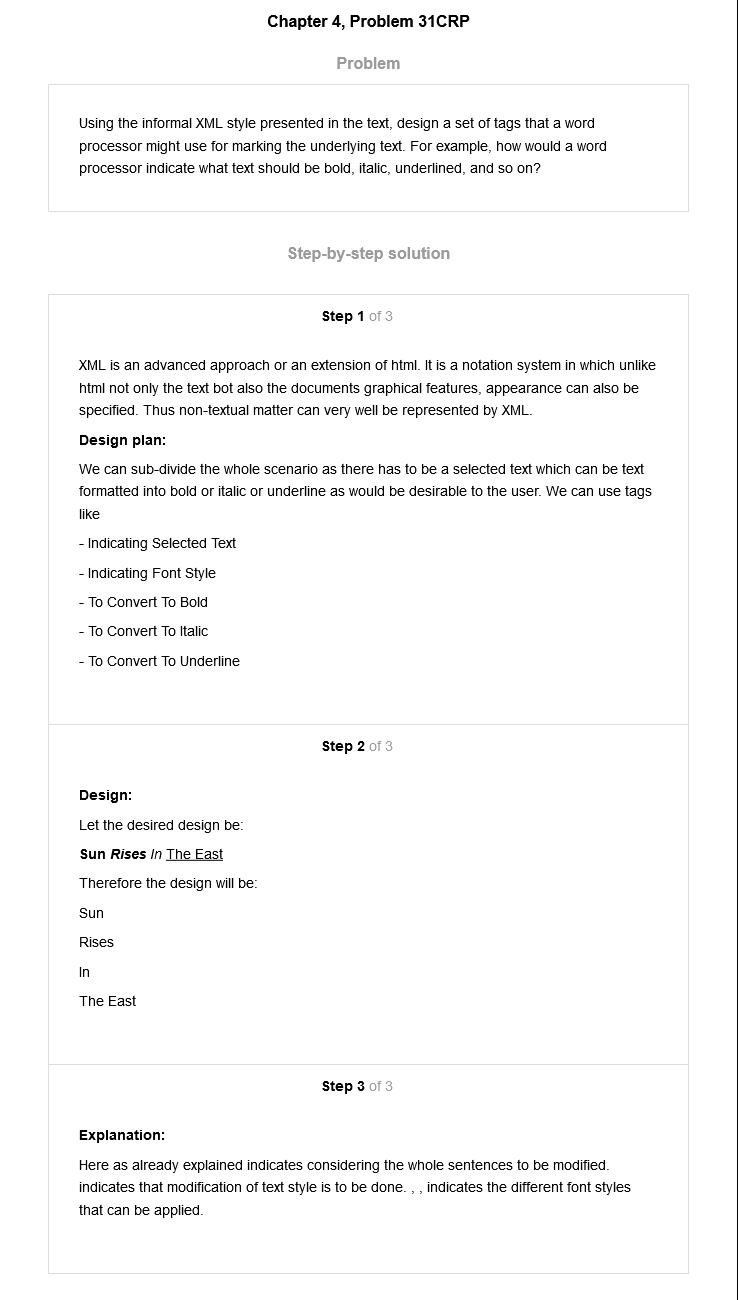 Chapter 4, Problem 31CRP
Problem
Using the informal XML style presented in the text, design a set of tags that a word
processor might use for marking the underlying text. For example, how would a word
processor indicate what text should be bold, italic, underlined, and so on?
Step-by-step solution
Step 1 of 3
XML is an advanced approach or an extension of html. It is a notation system in which unlike
html not only the text bot also the documents graphical features, appearance can also be
specified. Thus non-textual matter can very well be represented by XML.
Design plan:
We can sub-divide the whole scenario as there has to be a selected text which can be text
formatted into bold or italic or underline as would be desirable to the user. We can use tags
like
- Indicating Selected Text
- Indicating Font Style
- To Convert To Bold
- To Convert To Italic
- To Convert To Underline
Step 2 of 3
Design:
Let the desired design be:
Sun Rises In The East
Therefore the design will be:
Sun
Rises
In
The East
Step 3 of 3
Explanation:
Here as already explained indicates considering the whole sentences to be modified.
indicates that modification of text style is to be done. , , indicates the different font styles
that can be applied.